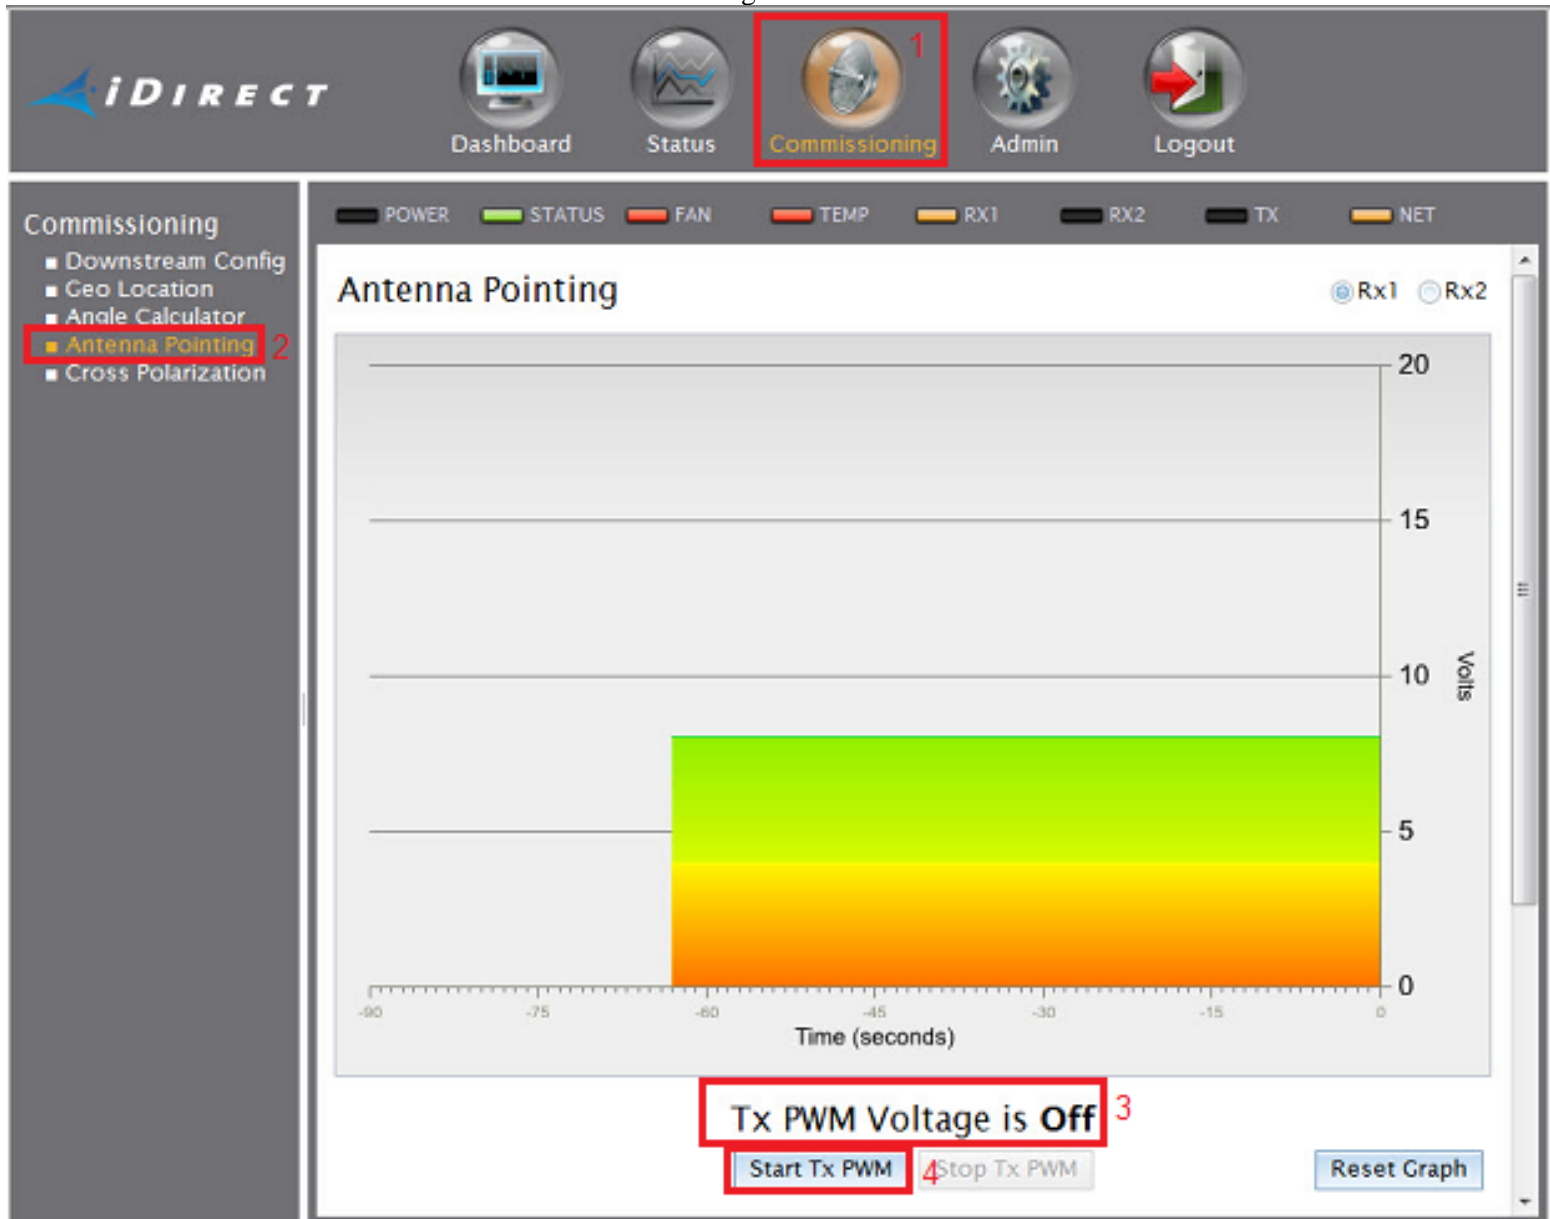 iDIRECT
1
Dashboard
Status
Commissioning
Admin
Logout
Commissioning
Downstream Config
Geo Location
Angle Calculator
Antenna Pointing 2
Cross Polarization
POWER STATUS FAN TEMP RX1 RX2 TX NET
Antenna Pointing
Rx1 Rx2
20
15
10
5
0
Volts
-90 -75 -60 -45 -30 -15 0
Time (seconds)
Tx PWM Voltage is Off 3
Start Tx PWM 4 Stop Tx PWM
Reset Graph